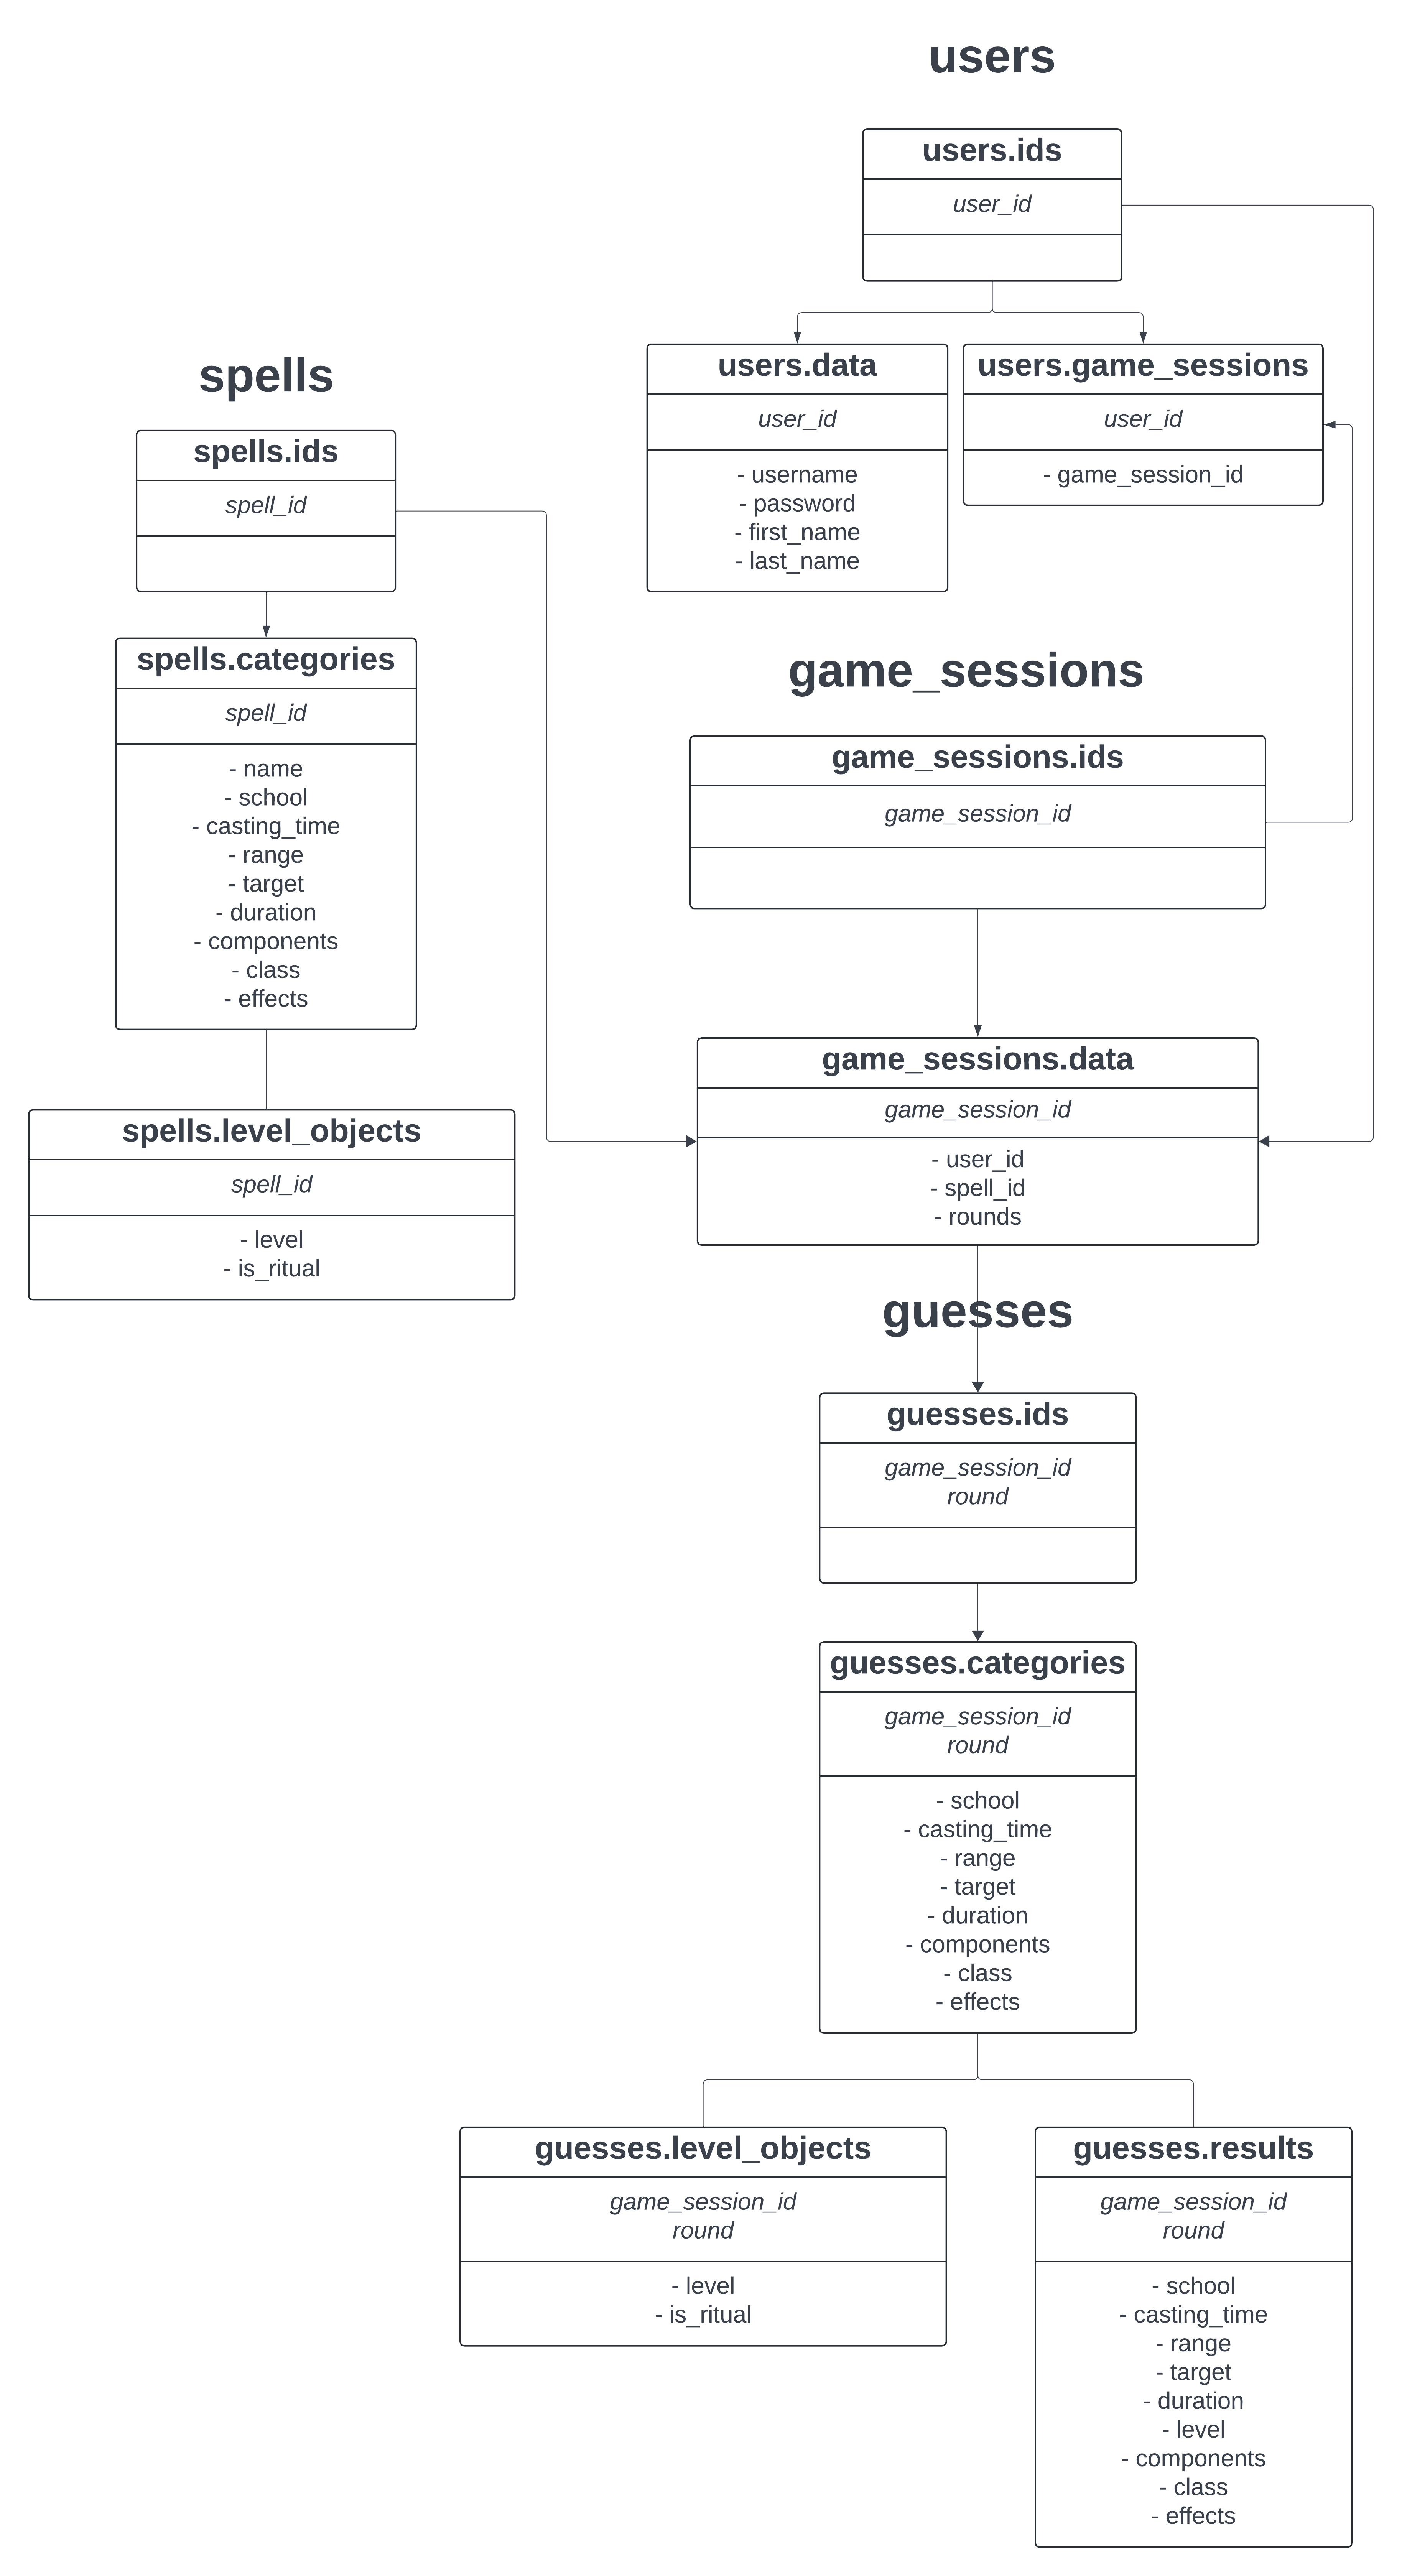 users
users.ids
user_id
users.data
user_id
- username
- password
- first_name
- last_name
users.game_sessions
user_id
- game_session_id
spells
spells.ids
spell_id
spells.categories
spell_id
- name
- school
- casting_time
- range
- target
- duration
- components
- class
- effects
spells.level_objects
spell_id
- level
- is_ritual
game_sessions
game_sessions.ids
game_session_id
game_sessions.data
game_session_id
- user_id
- spell_id
- rounds
guesses
guesses.ids
game_session_id
round
guesses.categories
game_session_id
round
- school
- casting_time
- range
- target
- duration
- components
- class
- effects
guesses.level_objects
game_session_id
round
- level
- is_ritual
guesses.results
game_session_id
round
- school
- casting_time
- range
- target
- duration
- level
- components
- class
- effects